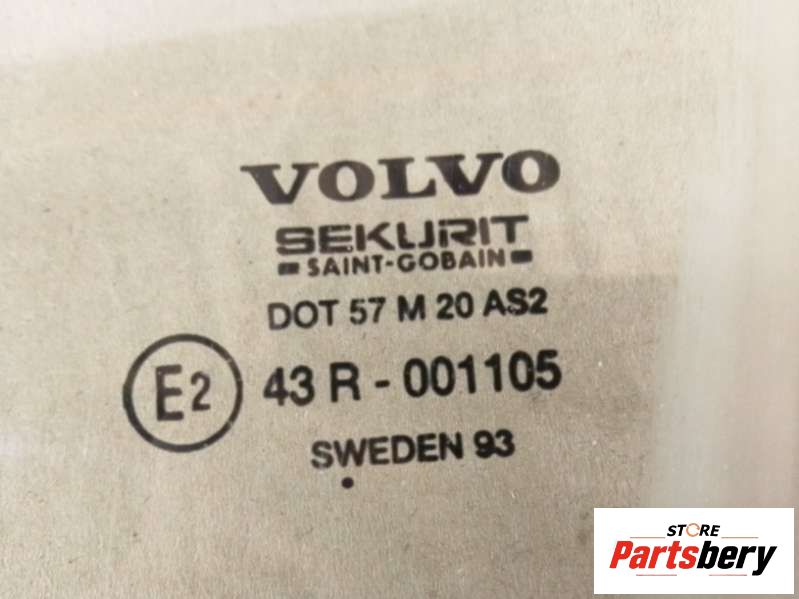 VOLVO
SEKURIT
SAINT-GOBAIN
DOT 57 M 20 AS2
E2 43 R - 001105
SWEDEN 93
STORE
Partsbery